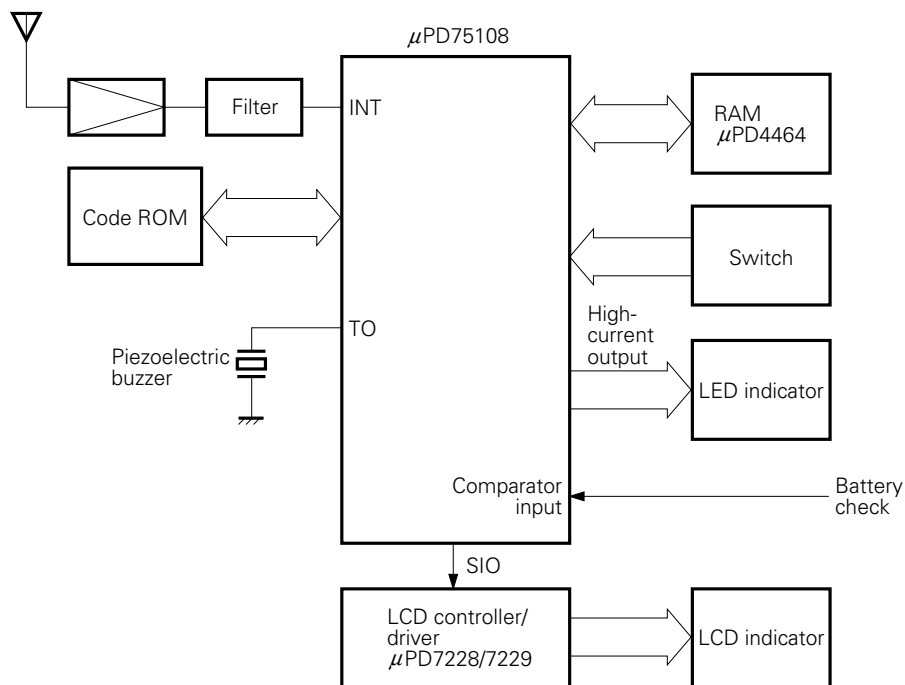 μPD75108
Filter
INT
RAM
μPD4464
Code ROM
Switch
TO
High-
current
output
Piezoelectric
buzzer
LED indicator
Comparator
input
Battery
check
SIO
LCD controller/
driver
μPD7228/7229
LCD indicator